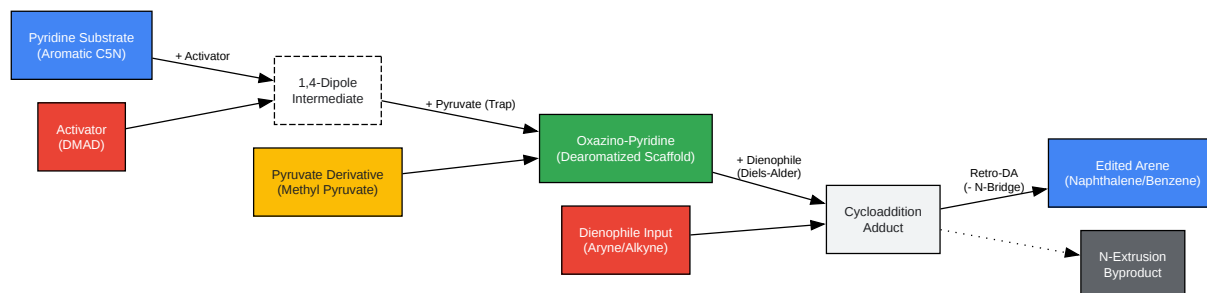 Pyridine Substrate
(Aromatic C5N)
+ Activator
Activator
(DMAD)
1,4-Dipole
Intermediate
+ Pyruvate (Trap)
Pyruvate Derivative
(Methyl Pyruvate)
Oxazino-Pyridine
(Dearomatized Scaffold)
+ Dienophile
(Diels-Alder)
Dienophile Input
(Aryne/Alkyne)
Cycloaddition
Adduct
Retro-DA
(- N-Bridge)
Edited Arene
(Naphthalene/Benzene)
N-Extrusion
Byproduct